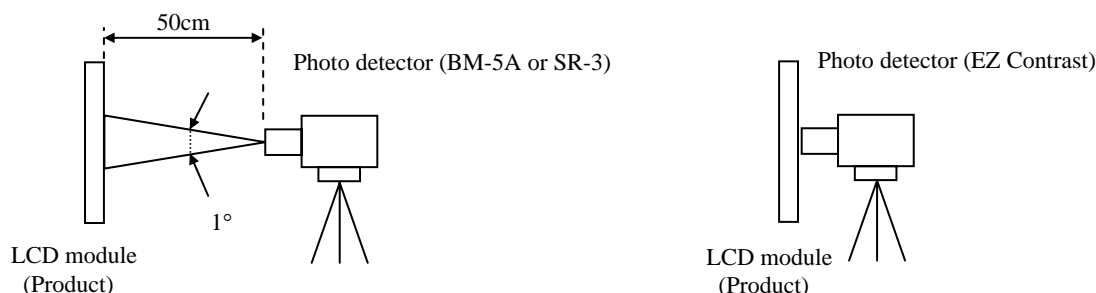 50cm
Photo detector (BM-5A or SR-3)
1°
LCD module
(Product)
Photo detector (EZ Contrast)
LCD module
(Product)